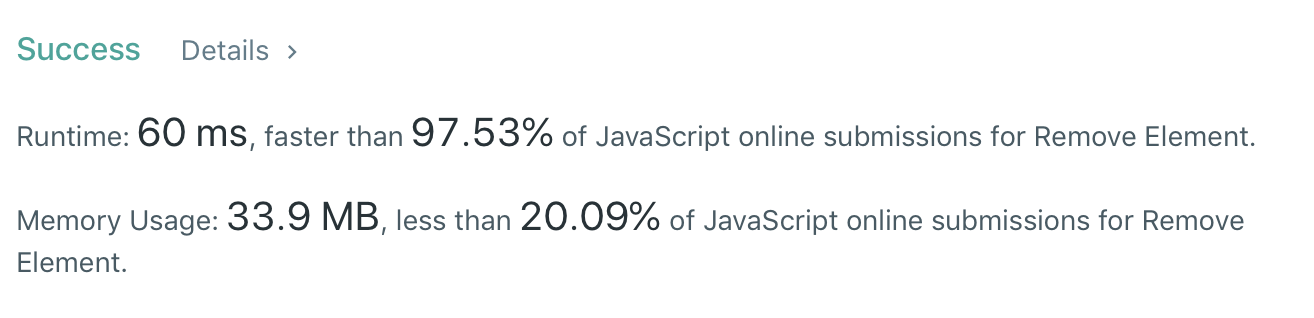 Success Details >
Runtime: 60 ms, faster than 97.53% of JavaScript online submissions for Remove Element.
Memory Usage: 33.9 MB, less than 20.09% of JavaScript online submissions for Remove
Element.